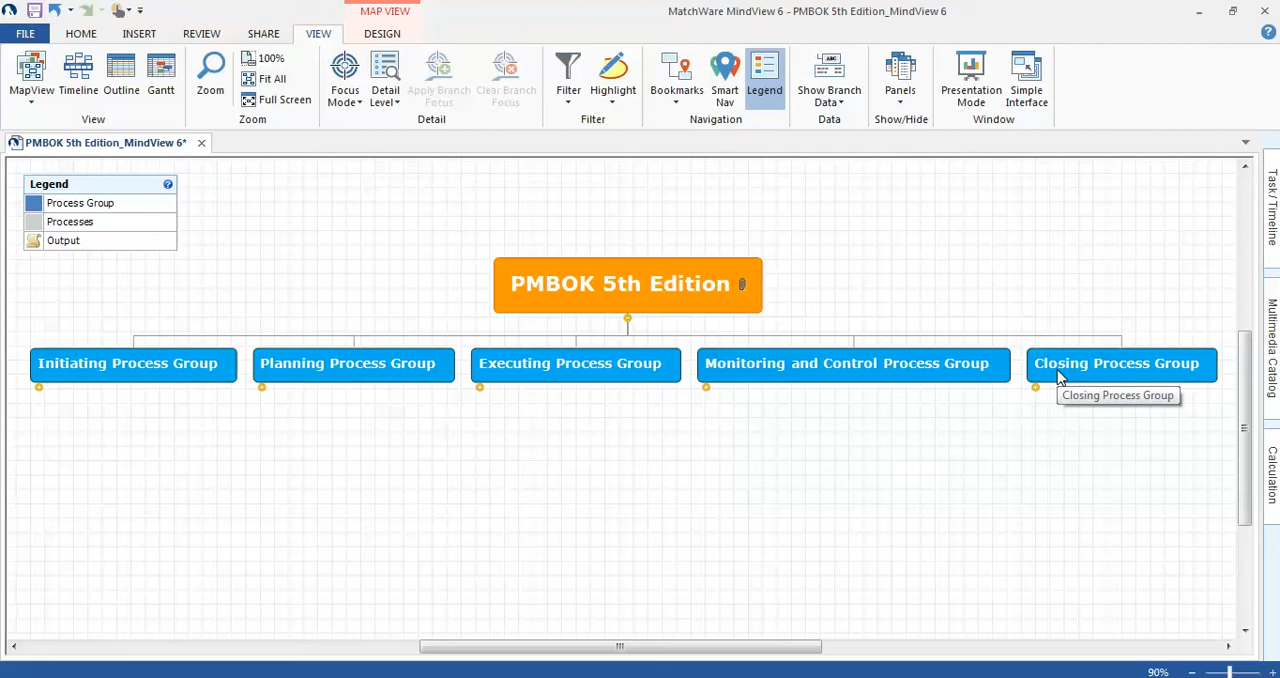 MAP VIEW
MatchWare MindView 6 - PMBOK 5th Edition_MindView 6
FILE HOME INSERT REVIEW SHARE VIEW DESIGN
MapView Timeline Outline Gantt
View
Zoom
100%
Fit All
Full Screen
Zoom
Focus Mode
Detail Level
Apply Branch Focus
Clear Branch Focus
Detail
Filter Highlight
Filter
Bookmarks
Smart Nav
Legend
Navigation
ABC
Show Branch Data
Data
Panels
Show/Hide
Presentation Mode
Simple Interface
Window
PMBOK 5th Edition_MindView 6*
Legend
Process Group
Processes
Output
PMBOK 5th Edition
Initiating Process Group
Planning Process Group
Executing Process Group
Monitoring and Control Process Group
Closing Process Group
Closing Process Group
Task/Timeline
Multimedia Catalog
Calculation
90%